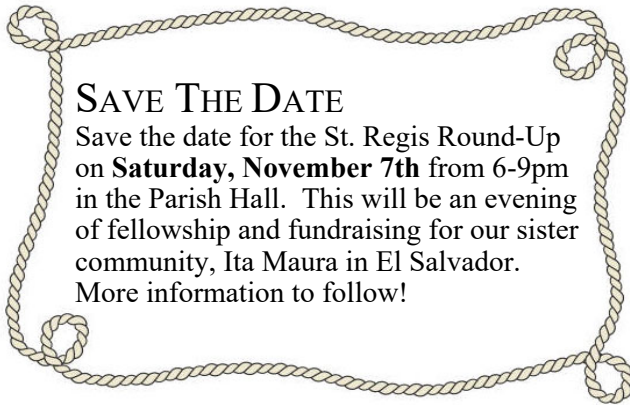 SAVE THE DATE
Save the date for the St. Regis Round-Up
on Saturday, November 7th from 6-9pm
in the Parish Hall.  This will be an evening
of fellowship and fundraising for our sister
community, Ita Maura in El Salvador.
More information to follow!